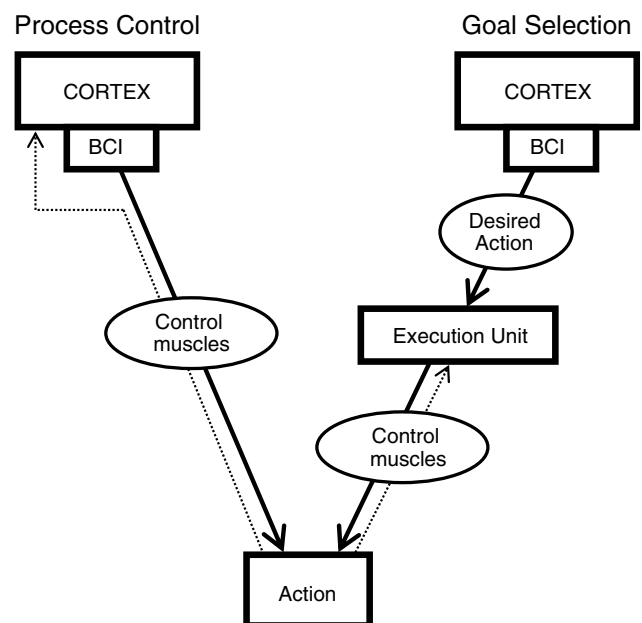 Process Control
Goal Selection
CORTEX
CORTEX
BCI
BCI
Desired
Action
Control
muscles
Execution Unit
Control
muscles
Action